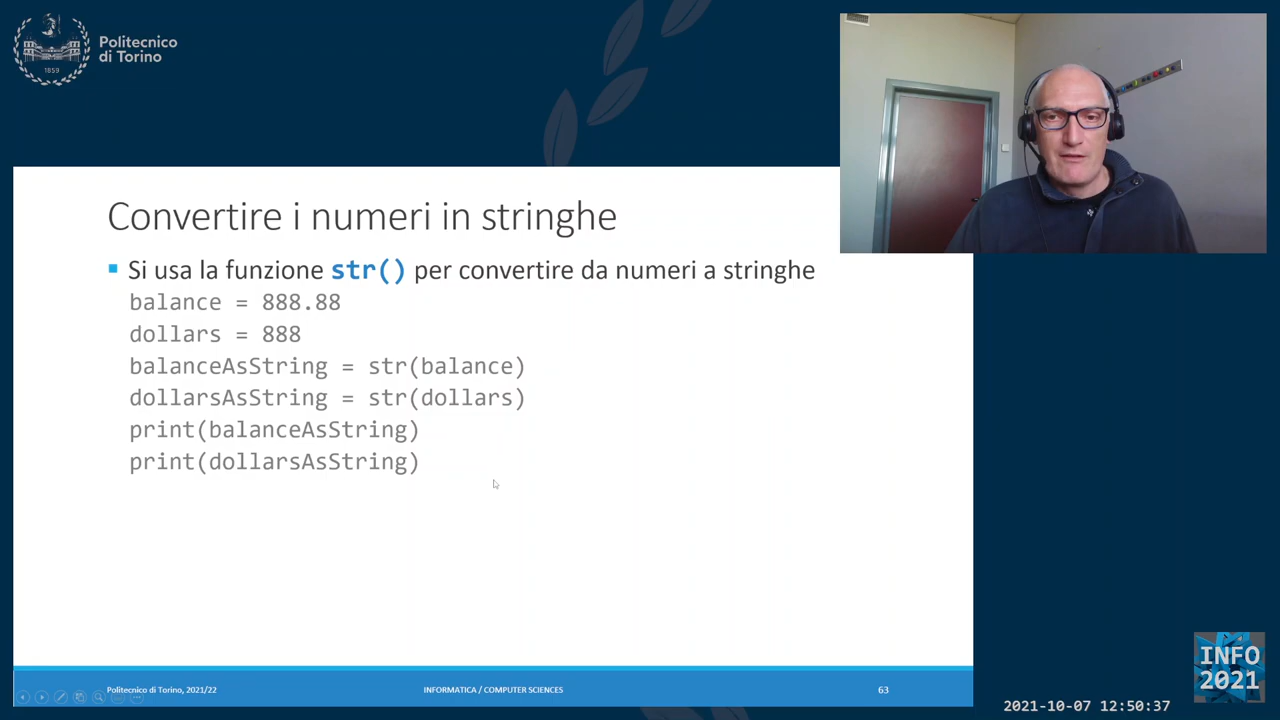 Politecnico
di Torino
1859
Convertire i numeri in stringhe
Si usa la funzione str() per convertire da numeri a stringhe
balance = 888.88
dollars = 888
balanceAsString = str(balance)
dollarsAsString = str(dollars)
print(balanceAsString)
print(dollarsAsString)
Politecnico di Torino, 2021/22
INFORMATICA / COMPUTER SCIENCES
63
INFO
2021
2021-10-07 12:50:37